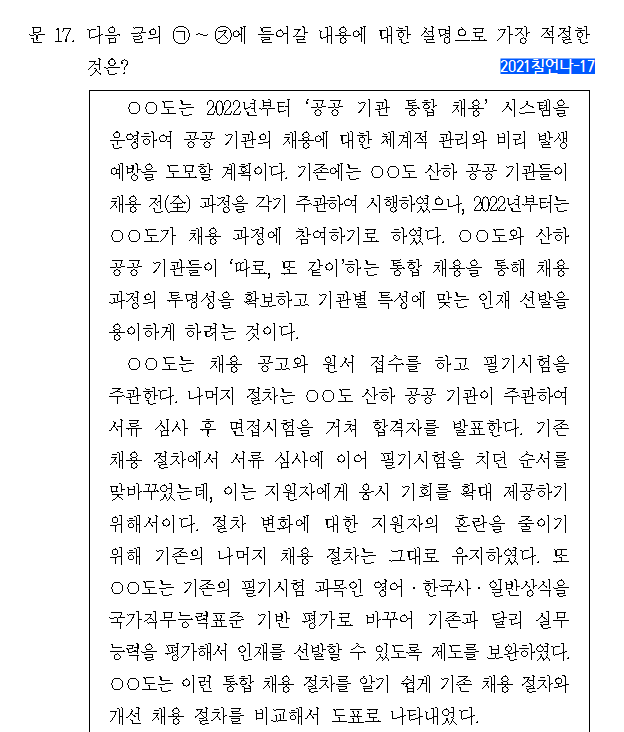 문 17. 다음 글의 ㉠～㉨에 들어갈 내용에 대한 설명으로 가장 적절한
것은?
2021칠언나-17
○○도는 2022년부터 ‘공공 기관 통합 채용’ 시스템을
운영하여 공공 기관의 채용에 대한 체계적 관리와 비리 발생
예방을 도모할 계획이다. 기존에는 ○○도 산하 공공 기관들이
채용 전(全) 과정을 각기 주관하여 시행하였으나, 2022년부터는
○○도가 채용 과정에 참여하기로 하였다. ○○도와 산하
공공 기관들이 ‘따로, 또 같이’하는 통합 채용을 통해 채용
과정의 투명성을 확보하고 기관별 특성에 맞는 인재 선발을
용이하게 하려는 것이다.
○○도는 채용 공고와 원서 접수를 하고 필기시험을
주관한다. 나머지 절차는 ○○도 산하 공공 기관이 주관하여
서류 심사 후 면접시험을 거쳐 합격자를 발표한다. 기존
채용 절차에서 서류 심사에 이어 필기시험을 치던 순서를
맞바꾸었는데, 이는 지원자에게 응시 기회를 확대 제공하기
위해서이다. 절차 변화에 대한 지원자의 혼란을 줄이기
위해 기존의 나머지 채용 절차는 그대로 유지하였다. 또
○○도는 기존의 필기시험 과목인 영어·한국사·일반상식을
국가직무능력표준 기반 평가로 바꾸어 기존과 달리 실무
능력을 평가해서 인재를 선발할 수 있도록 제도를 보완하였다.
○○도는 이런 통합 채용 절차를 알기 쉽게 기존 채용 절차와
개선 채용 절차를 비교해서 도표로 나타내었다.